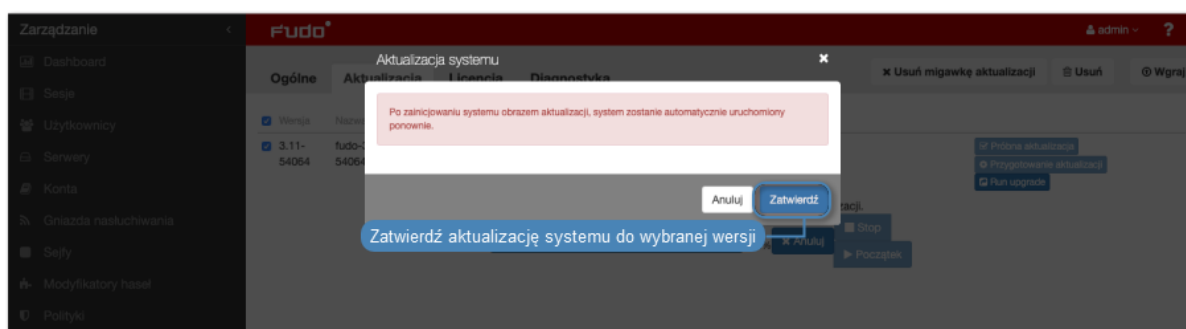 Zarządzanie
Fudo
admin
?
Dashboard
Sesje
Użytkownicy
Serwery
Konta
Gniazda nasłuchiwania
Sejfy
Modyfikatory haseł
Polityki
Ogólne
Aktualizacja
Licencja
Diagnostyka
Usuń migawkę aktualizacji
Usuń
Wgraj
Wersja
3.11-
54064
fudo-
54064
Próbna aktualizacja
Przygotowanie aktualizacji
Run upgrade
Aktualizacja systemu
Po zainicjowaniu systemu obrazem aktualizacji, system zostanie automatycznie uruchomiony
ponownie.
Anuluj
Zatwierdź
Zatwierdź aktualizację systemu do wybranej wersji
Anuluj
Stop
Początek